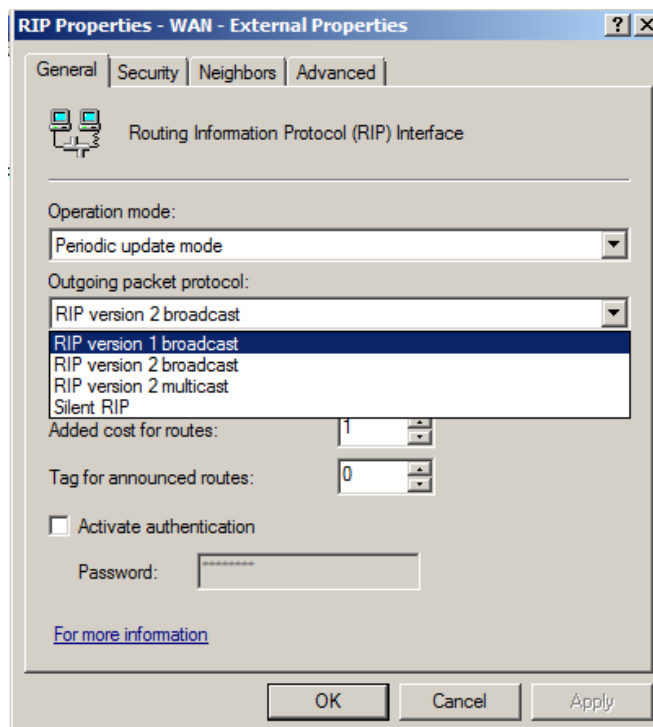 RIP Properties - WAN - External Properties
General Security Neighbors Advanced
Routing Information Protocol (RIP) Interface
Operation mode:
Periodic update mode
Outgoing packet protocol:
RIP version 2 broadcast
RIP version 1 broadcast
RIP version 2 broadcast
RIP version 2 multicast
Silent RIP
Added cost for routes: 1
Tag for announced routes: 0
Activate authentication
Password: ********
For more information
OK Cancel Apply